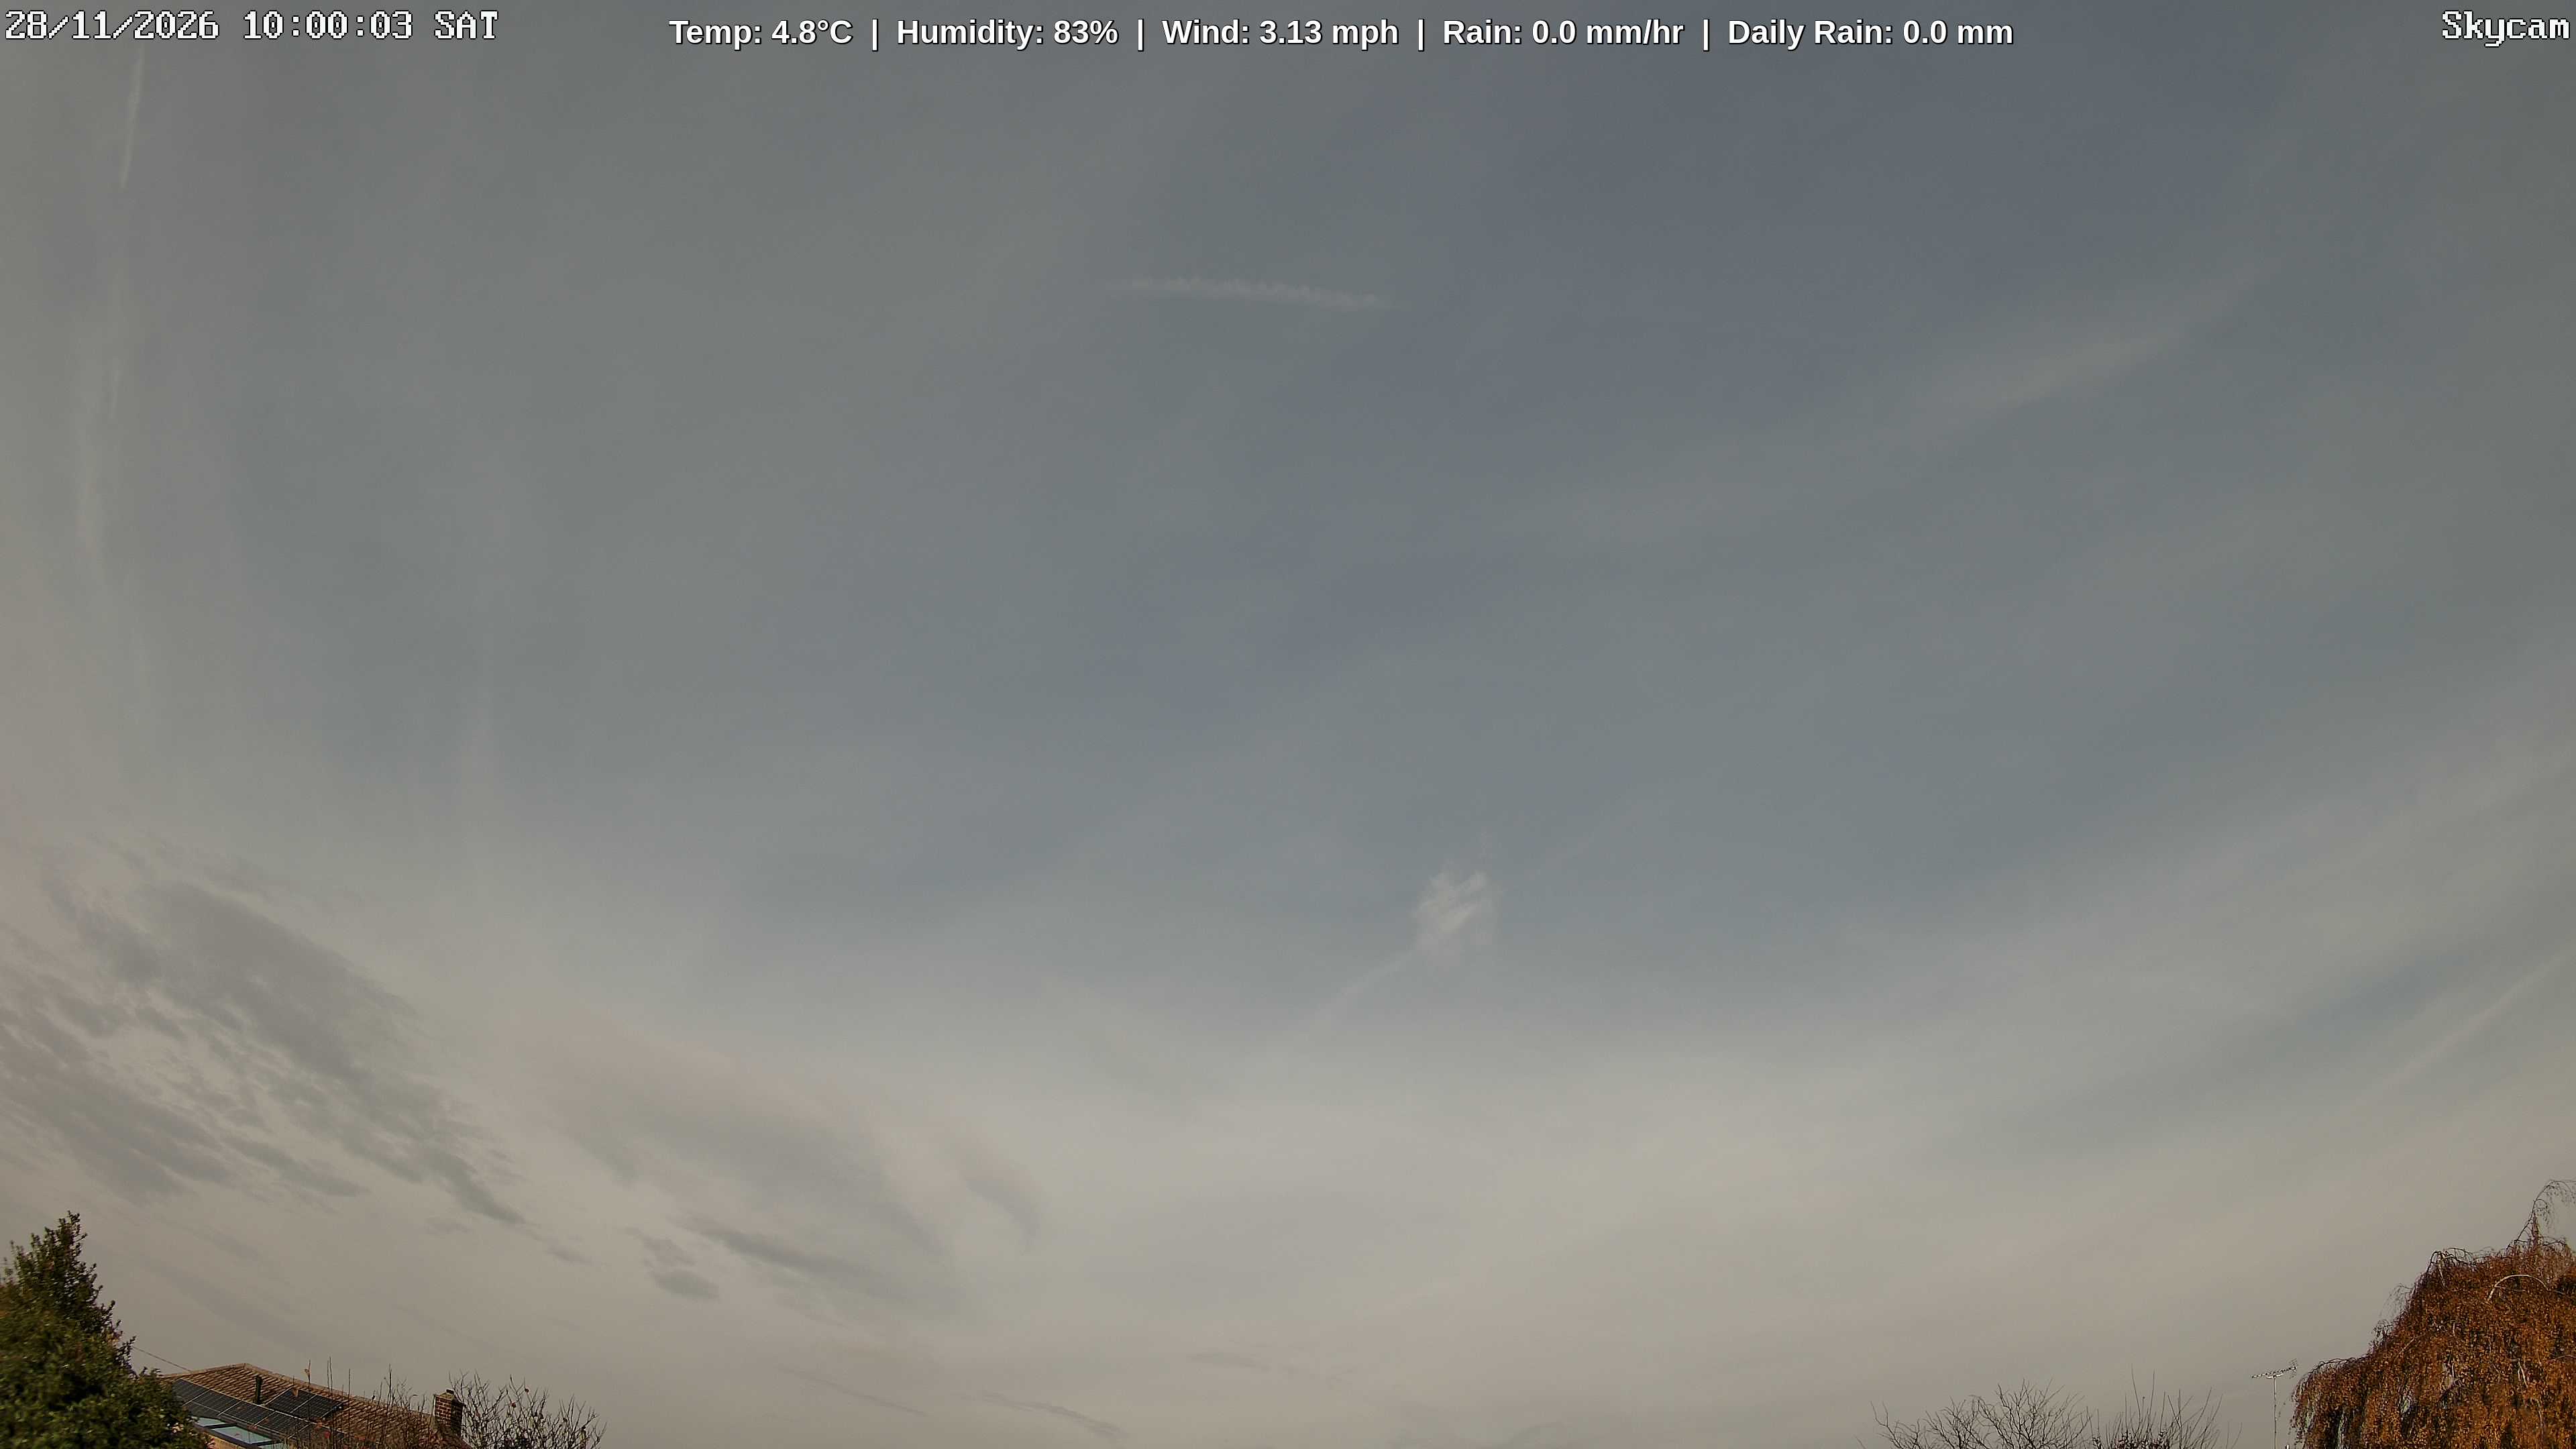 28/11/2026 10:00:03 SAT
Temp: 4.8°C | Humidity: 83% | Wind: 3.13 mph | Rain: 0.0 mm/hr | Daily Rain: 0.0 mm
Skycam